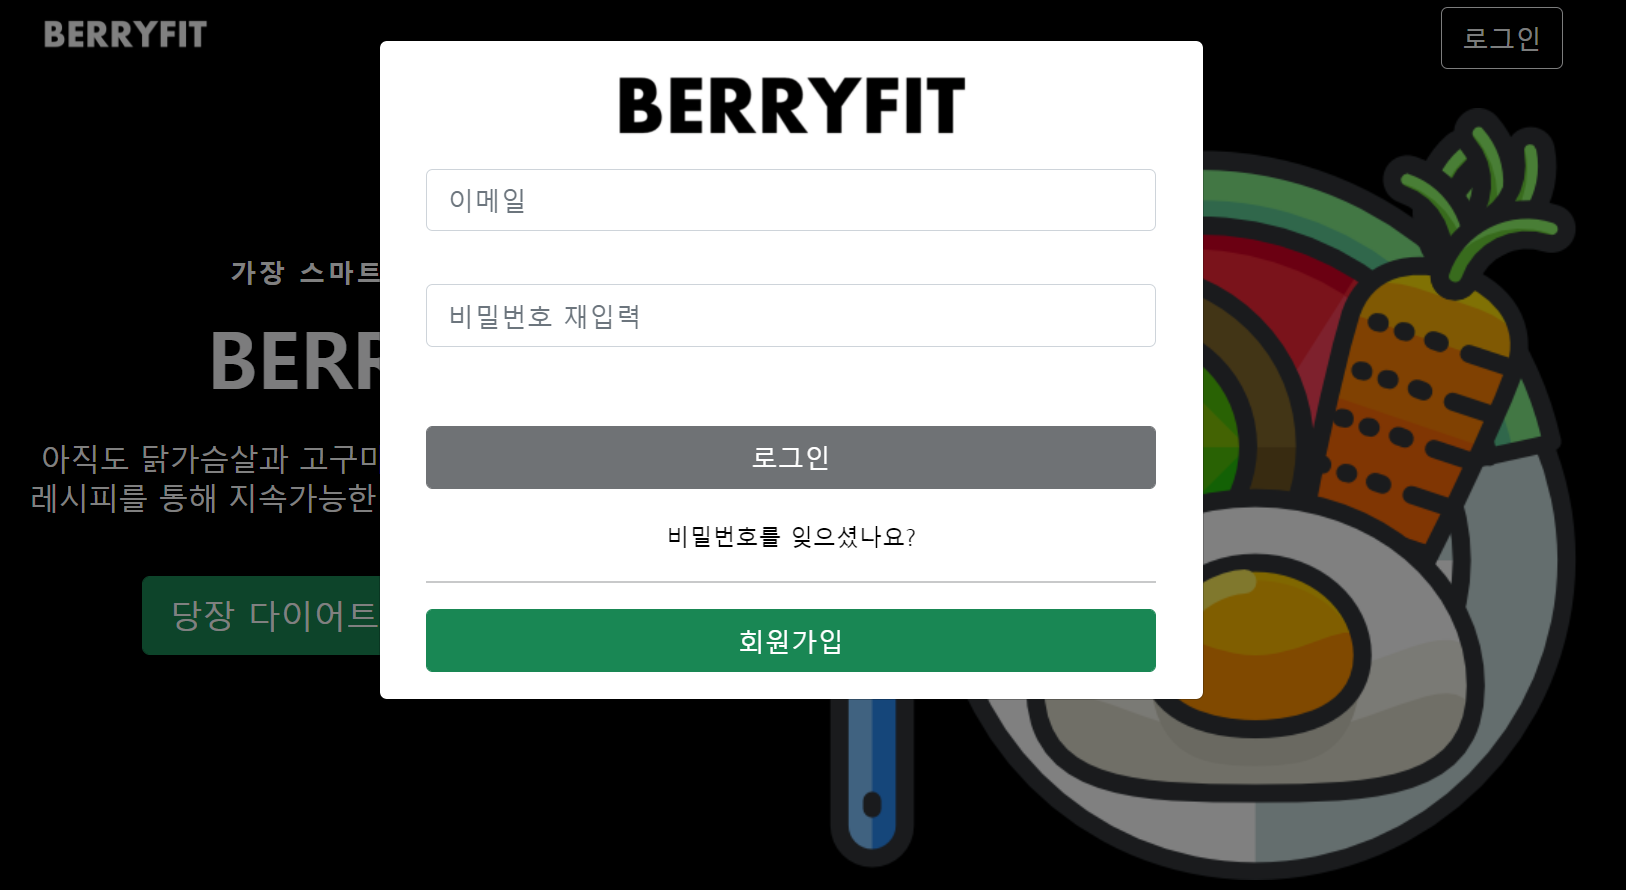 BERRYFIT
로그인
BERRYFIT
이메일
비밀번호 재입력
로그인
비밀번호를 잊으셨나요?
회원가입
가장 스마트
BERR
아직도 닭가슴살과 고구마
레시피를 통해 지속가능한
당장 다이어트